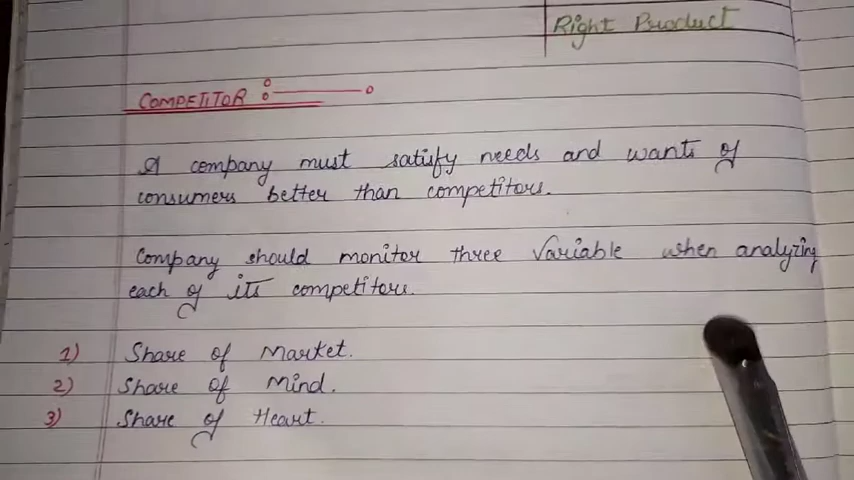 Right Product
COMPETITOR
A company must satisfy needs and wants of
consumers better than competitors.
Company should monitor three Variable when analyzing
each of its competitors.
1) Share of Market.
2) Share of Mind.
3) Share of Heart.